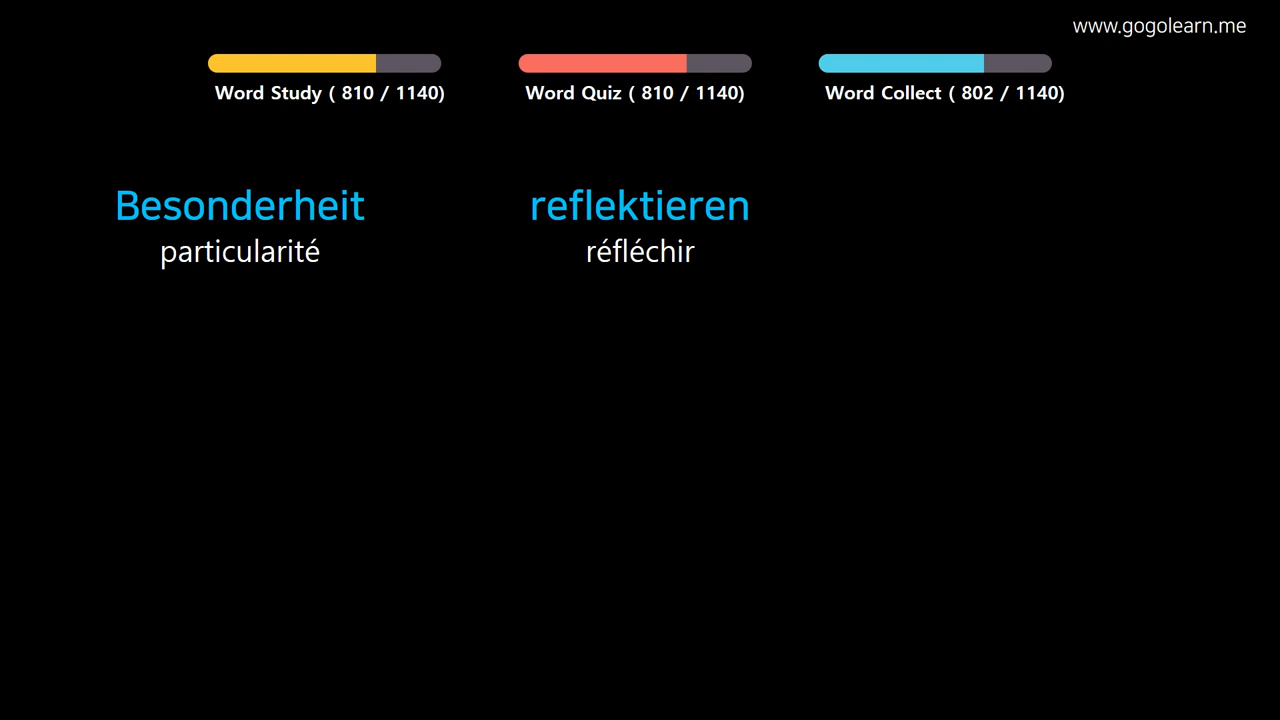 www.gogolearn.me
Word Study ( 810 / 1140)
Word Quiz ( 810 / 1140)
Word Collect ( 802 / 1140)
Besonderheit
particularité
reflektieren
réfléchir